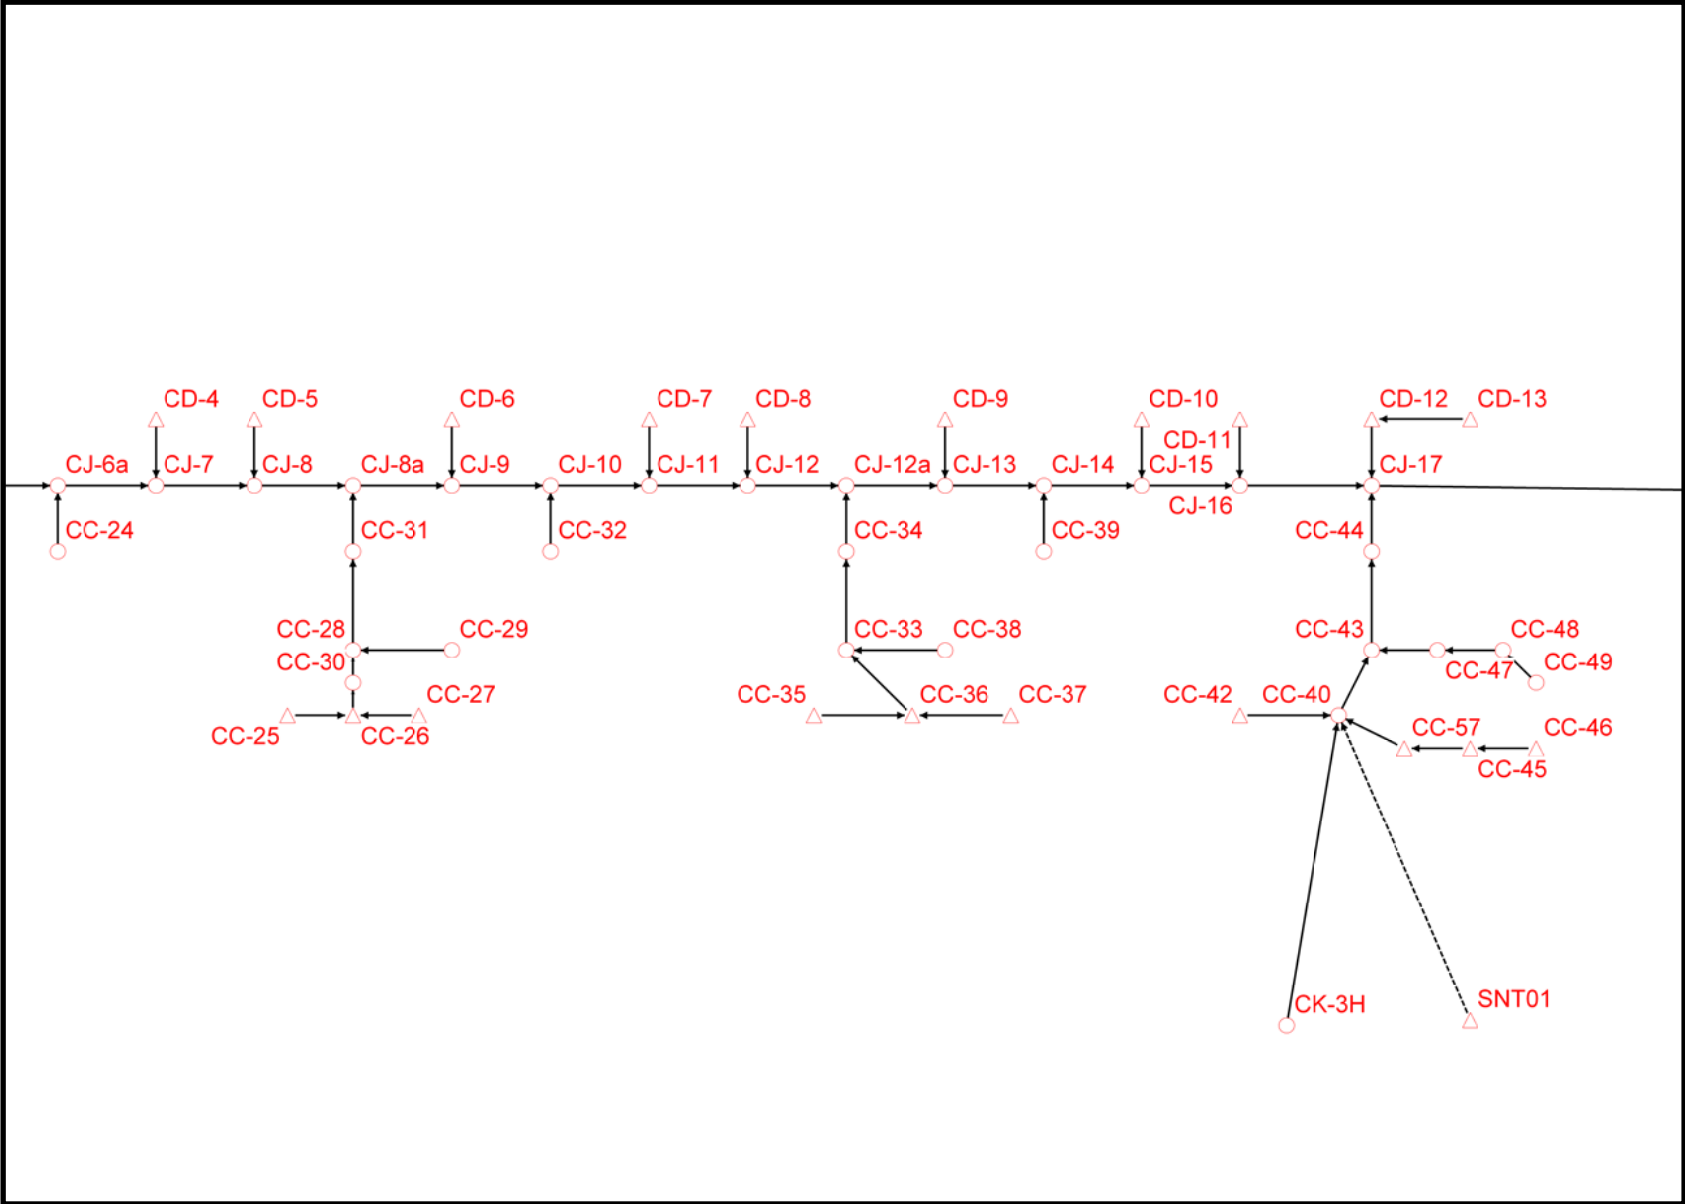 CD-4 CD-5 CD-6 CD-7 CD-8 CD-9 CD-10 CD-12 CD-13
CD-11
CJ-6a CJ-7 CJ-8 CJ-8a CJ-9 CJ-10 CJ-11 CJ-12 CJ-12a CJ-13 CJ-14 CJ-15 CJ-17
CJ-16
CC-24 CC-31 CC-32 CC-34 CC-39 CC-44
CC-28 CC-29 CC-33 CC-38 CC-43 CC-48
CC-30 CC-47 CC-49
CC-27 CC-35 CC-36 CC-37 CC-42 CC-40
CC-25 CC-26 CC-57 CC-46
CC-45
CK-3H SNT01